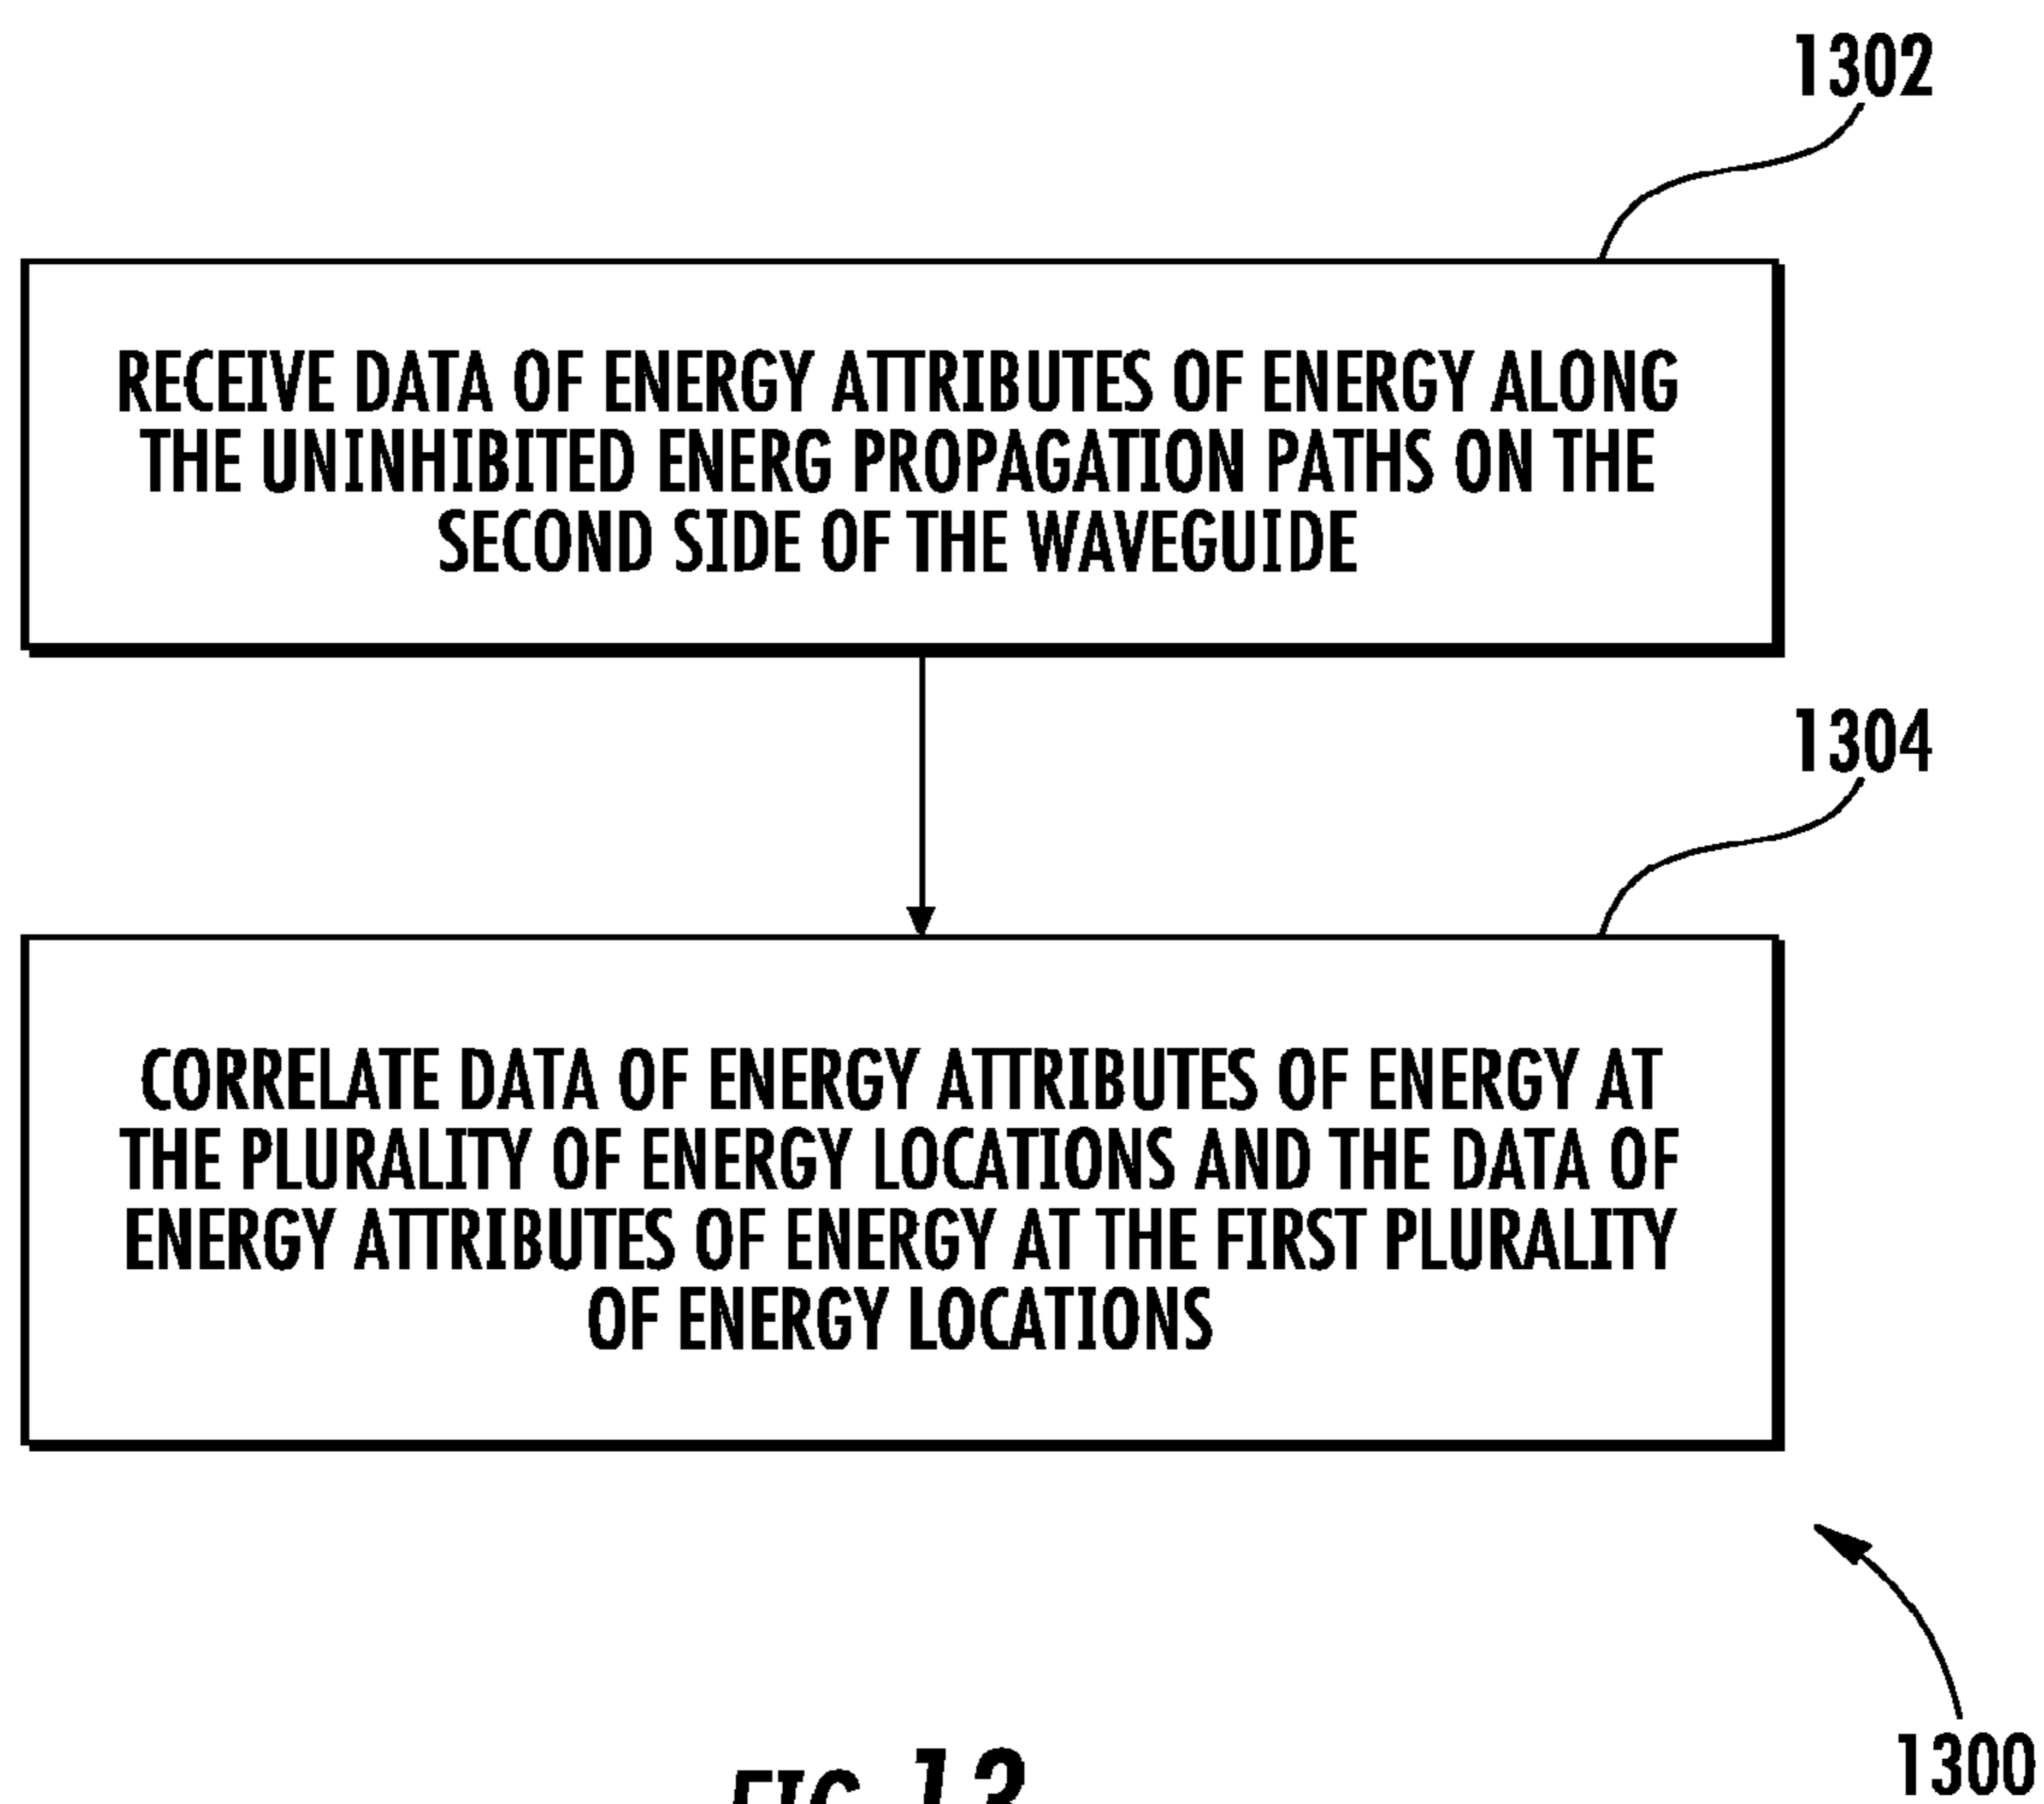 1302
RECEIVE DATA OF ENERGY ATTRIBUTES OF ENERGY ALONG
THE UNINHIBITED ENERG PROPAGATION PATHS ON THE
SECOND SIDE OF THE WAVEGUIDE
1304
CORRELATE DATA OF ENERGY ATTRIBUTES OF ENERGY AT
THE PLURALITY OF ENERGY LOCATIONS AND THE DATA OF
ENERGY ATTRIBUTES OF ENERGY AT THE FIRST PLURALITY
OF ENERGY LOCATIONS
1300
FIG 13